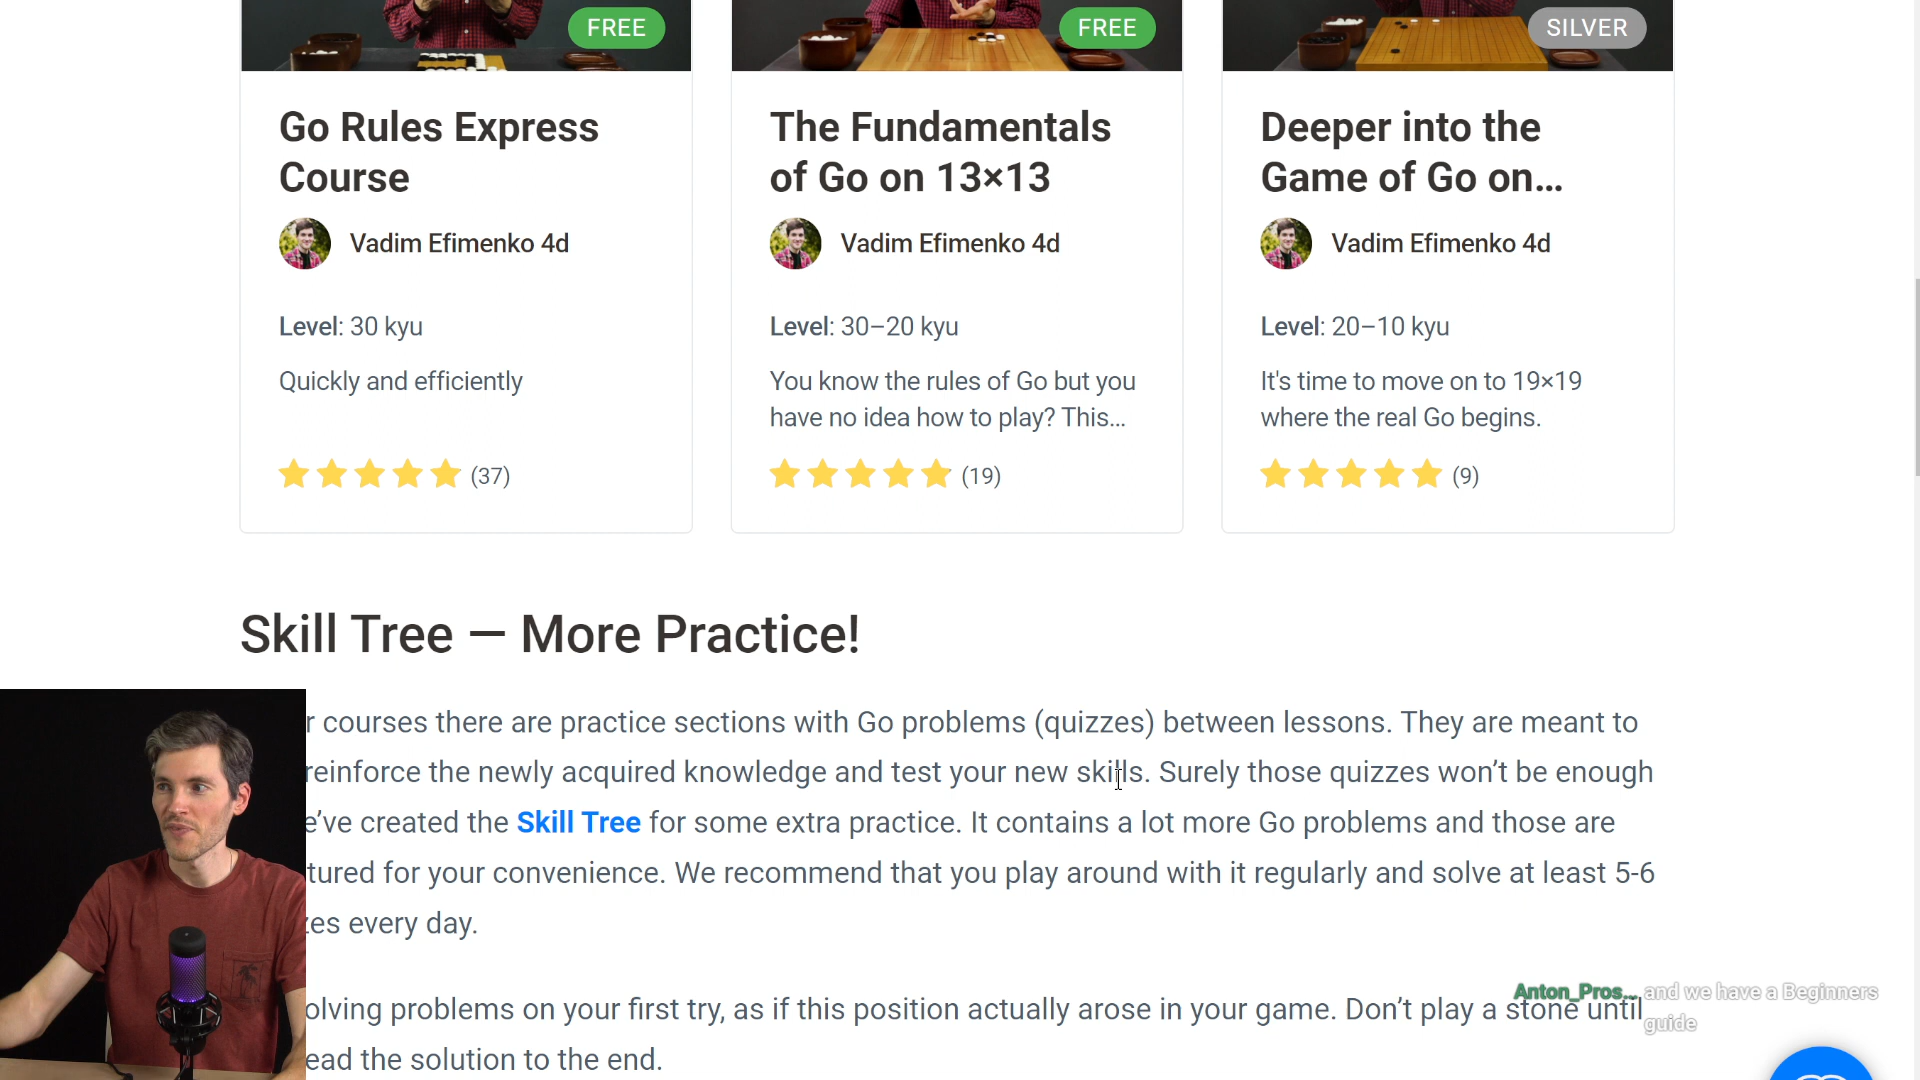 FREE
FREE
SILVER
Go Rules Express
Course
Vadim Efimenko 4d
Level: 30 kyu
Quickly and efficiently
(37)
The Fundamentals
of Go on 13×13
Vadim Efimenko 4d
Level: 30–20 kyu
You know the rules of Go but you
have no idea how to play? This...
(19)
Deeper into the
Game of Go on...
Vadim Efimenko 4d
Level: 20–10 kyu
It's time to move on to 19×19
where the real Go begins.
(9)
Skill Tree — More Practice!
r courses there are practice sections with Go problems (quizzes) between lessons. They are meant to
reinforce the newly acquired knowledge and test your new skills. Surely those quizzes won’t be enough
e’ve created the Skill Tree for some extra practice. It contains a lot more Go problems and those are
tured for your convenience. We recommend that you play around with it regularly and solve at least 5-6
zes every day.
olving problems on your first try, as if this position actually arose in your game. Don’t play a stone until
ead the solution to the end.
Anton_Pros... and we have a Beginners
guide